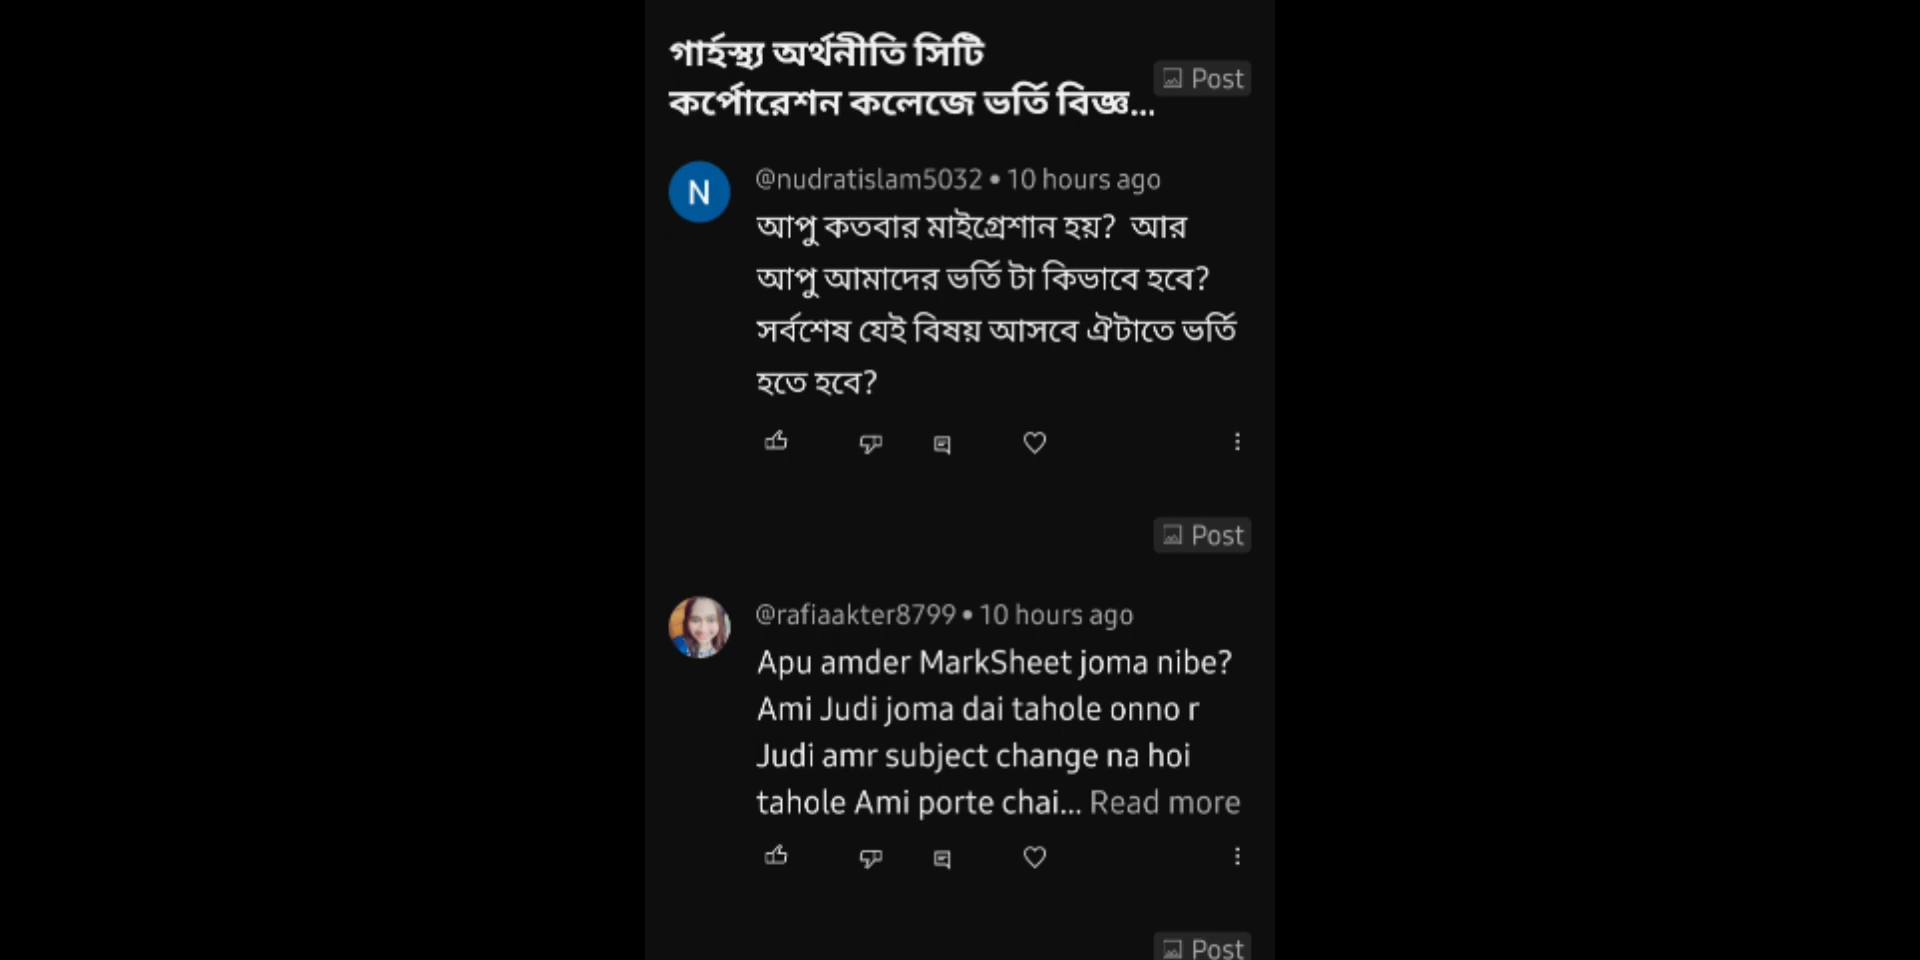 গার্হস্থ্য অর্থনীতি সিটি
কর্পোরেশন কলেজে ভর্তি বিজ্ঞ...
Post
N
@nudratislam5032 • 10 hours ago
আপু কতবার মাইগ্রেশান হয়? আর
আপু আমাদের ভর্তি টা কিভাবে হবে?
সর্বশেষ যেই বিষয় আসবে ঐটাতে ভর্তি
হতে হবে?
Post
@rafiaakter8799 • 10 hours ago
Apu amder MarkSheet joma nibe?
Ami Judi joma dai tahole onno r
Judi amr subject change na hoi
tahole Ami porte chai... Read more
Post